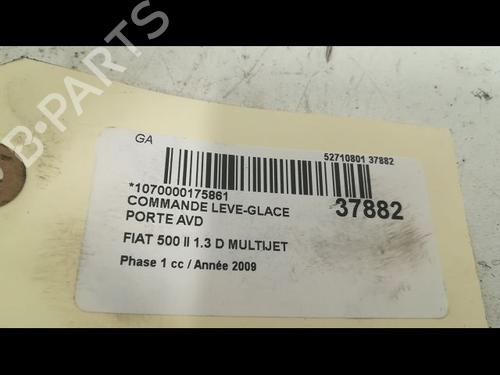 B-PARTS
GA
52710801 37882
*1070000175861
COMMANDE LEVE-GLACE
PORTE AVD
37882
FIAT 500 II 1.3 D MULTIJET
Phase 1 cc / Année 2009